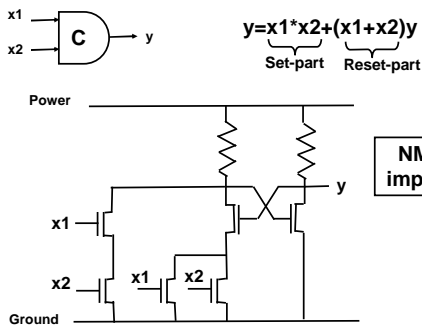 x1
C
y
x2
y=x1*x2+(x1+x2)y
Set-part Reset-part
Power
NM
imp
y
x1
x2 x1 x2
Ground